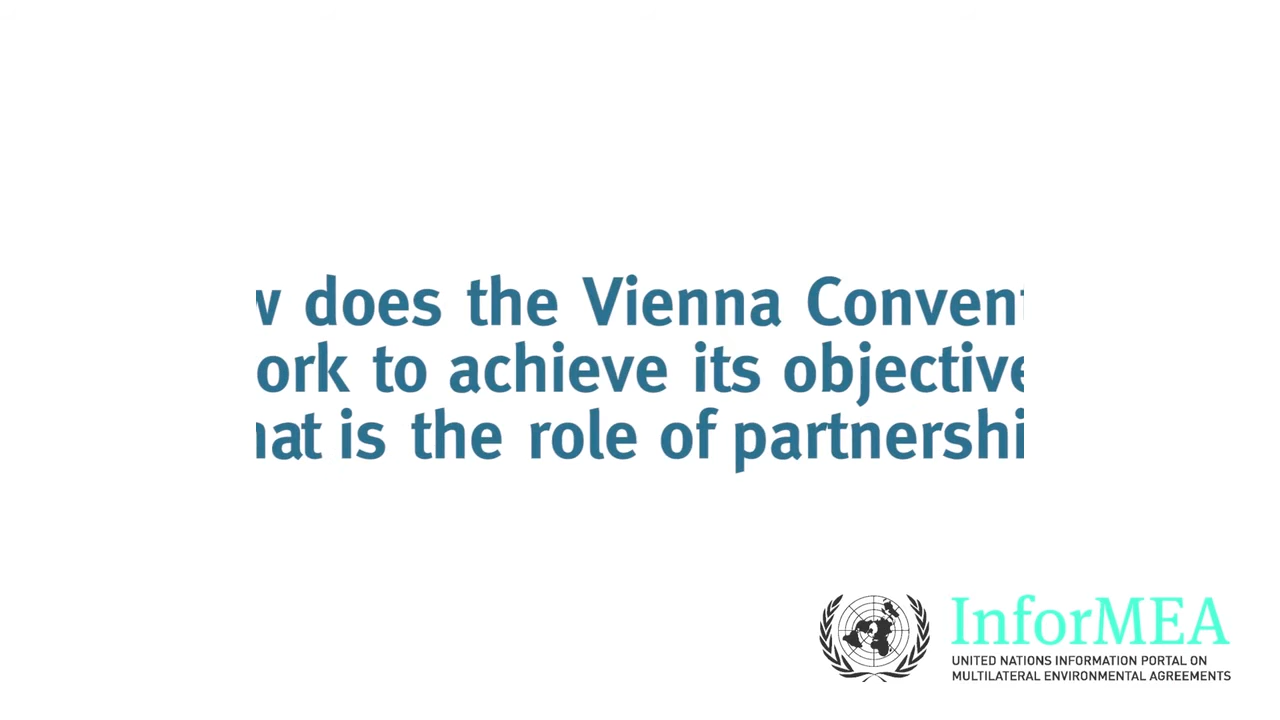 w does the Vienna Convent
ork to achieve its objective
hat is the role of partnershi
InforMEA
UNITED NATIONS INFORMATION PORTAL ON
MULTILATERAL ENVIRONMENTAL AGREEMENTS